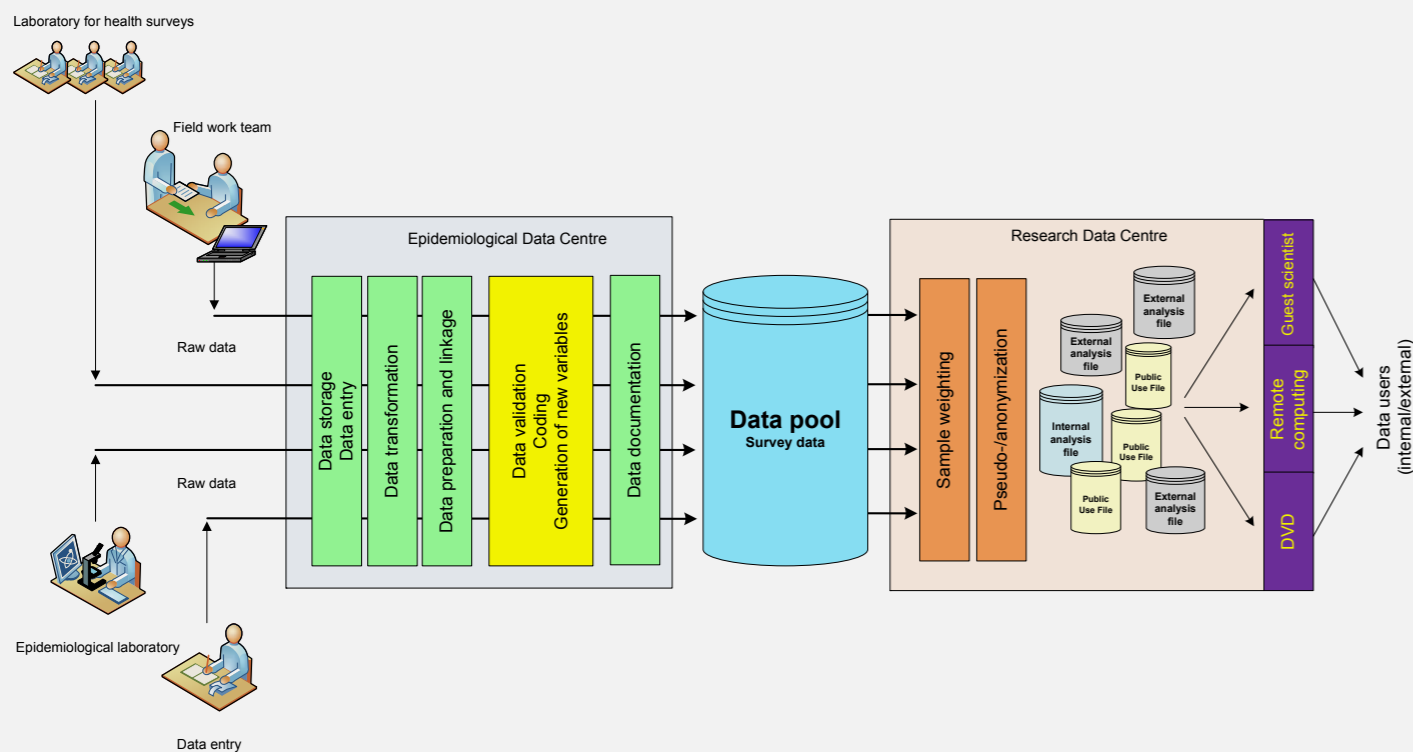 Laboratory for health surveys
Field work team
Raw data
Raw data
Epidemiological laboratory
Data entry
Epidemiological Data Centre
Data storage
Data entry
Data transformation
Data preparation and linkage
Data validation
Coding
Generation of new variables
Data documentation
Data pool
Survey data
Research Data Centre
Sample weighting
Pseudo-/anonymization
External
analysis
file
External
analysis
file
Public
Use File
Internal
analysis
file
Public
Use File
Public
Use File
External
analysis
file
Guest scientist
Remote
computing
DVD
Data users
(internal/external)